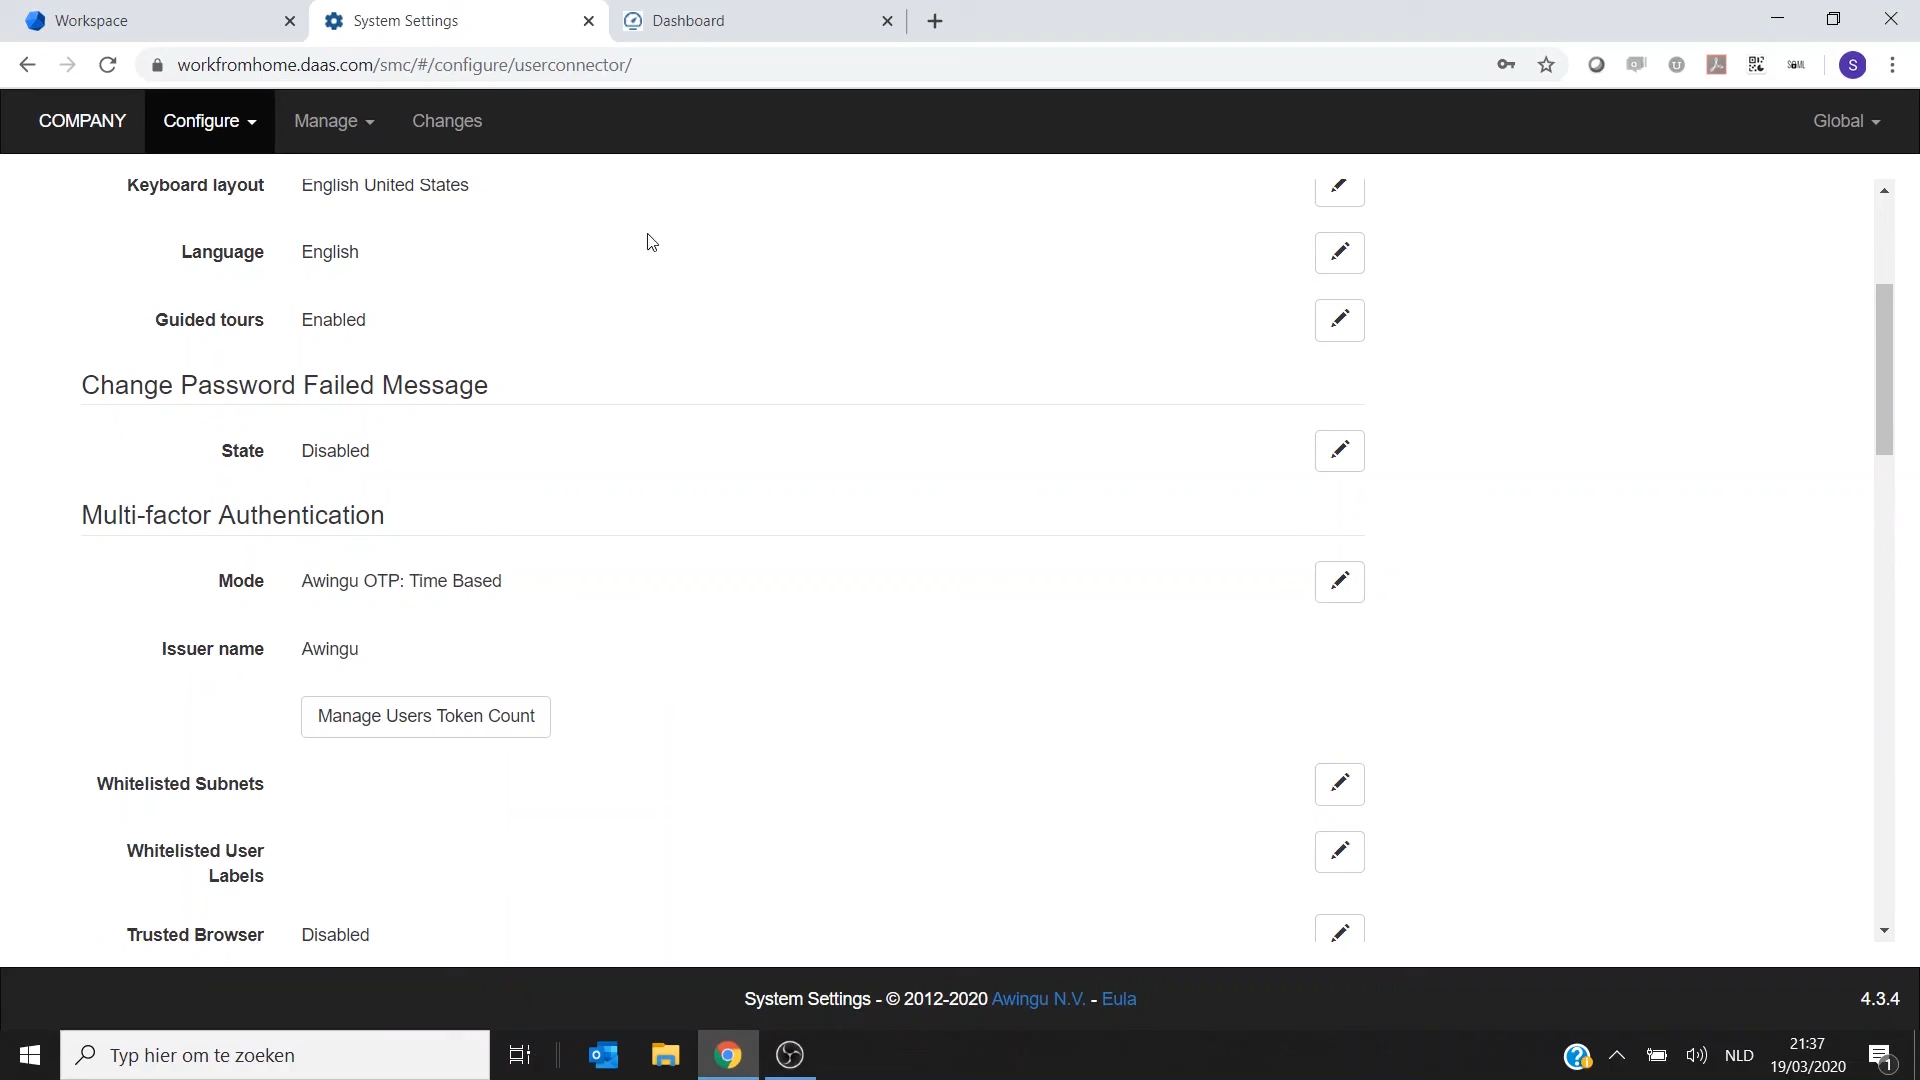 Workspace
System Settings
Dashboard
workfromhome.daas.com/smc/#/configure/userconnector/
S
COMPANY
Configure
Manage
Changes
Global
Keyboard layout English United States
Language English
Guided tours Enabled
Change Password Failed Message
State Disabled
Multi-factor Authentication
Mode Awingu OTP: Time Based
Issuer name Awingu
Manage Users Token Count
Whitelisted Subnets
Whitelisted User
Labels
Trusted Browser Disabled
System Settings - © 2012-2020 Awingu N.V. - Eula
4.3.4
Typ hier om te zoeken
NLD
21:37
19/03/2020
1